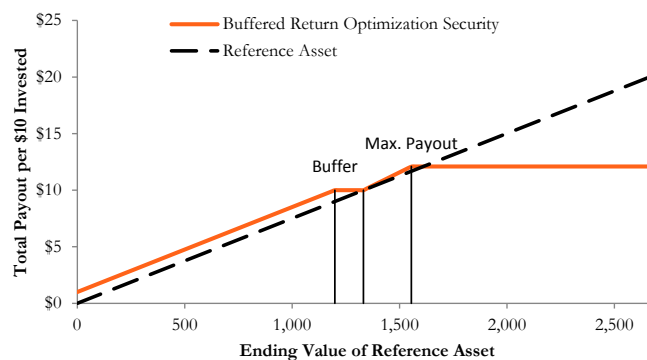 $25
Buffered Return Optimization Security
Reference Asset
$20
$15
Max. Payout
Buffer
$10
$5
$0
Total Payout per $10 Invested
0 500 1,000 1,500 2,000 2,500
Ending Value of Reference Asset